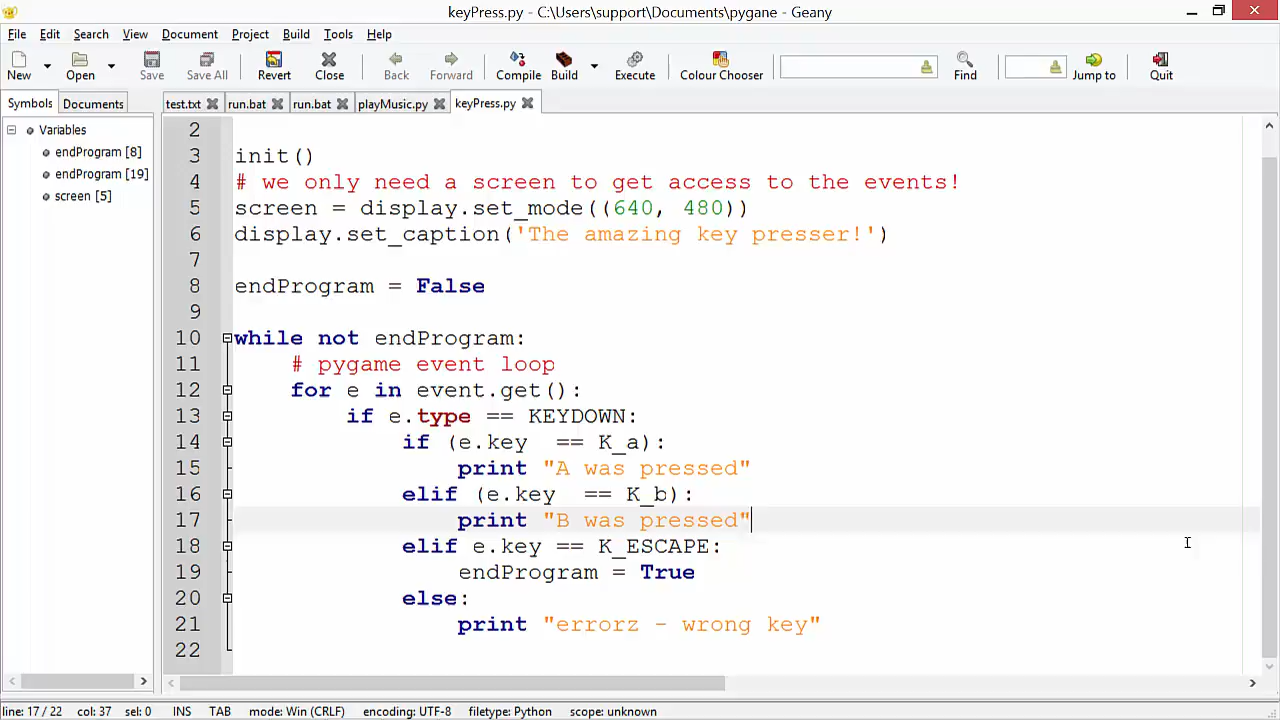 keyPress.py - C:\Users\support\Documents\pygane - Geany
File Edit Search View Document Project Build Tools Help
New Open Save Save All Revert Close Back Forward Compile Build Execute Colour Chooser Find Jump to Quit
Symbols Documents test.txt run.bat run.bat playMusic.py keyPress.py
Variables
endProgram [8]
endProgram [19]
screen [5]
2
3 init()
4 # we only need a screen to get access to the events!
5 screen = display.set_mode((640, 480))
6 display.set_caption('The amazing key presser!')
7
8 endProgram = False
9
10 while not endProgram:
11 # pygame event loop
12 for e in event.get():
13 if e.type == KEYDOWN:
14 if (e.key  == K_a):
15 print "A was pressed"
16 elif (e.key  == K_b):
17 print "B was pressed"
18 elif e.key == K_ESCAPE:
19 endProgram = True
20 else:
21 print "errorz - wrong key"
22
line: 17 / 22 col: 37 sel: 0 INS TAB mode: Win (CRLF) encoding: UTF-8 filetype: Python scope: unknown